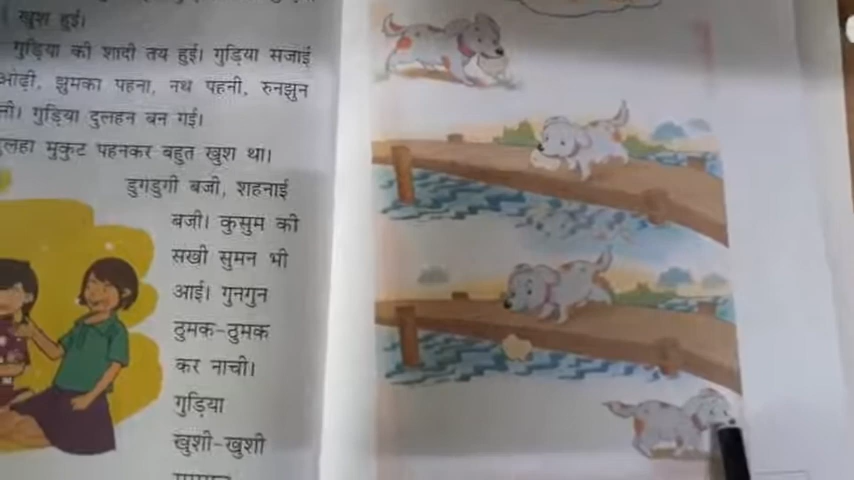 खुश हुई।
गुड़िया की शादी तय हुई। गुड़िया सजाई
ओढ़ी, झुमका पहना, नथ पहनी, रुनझुन
गुड़िया दुलहन बन गई।
मुकुट पहनकर बहुत खुश था।
डुगडुगी बजी, शहनाई
बजी। कुसुम की
सखी सुमन भी
आई। गुनगुन
ठुमक-ठुमक
कर नाची।
गुड़िया
खुशी-खुशी